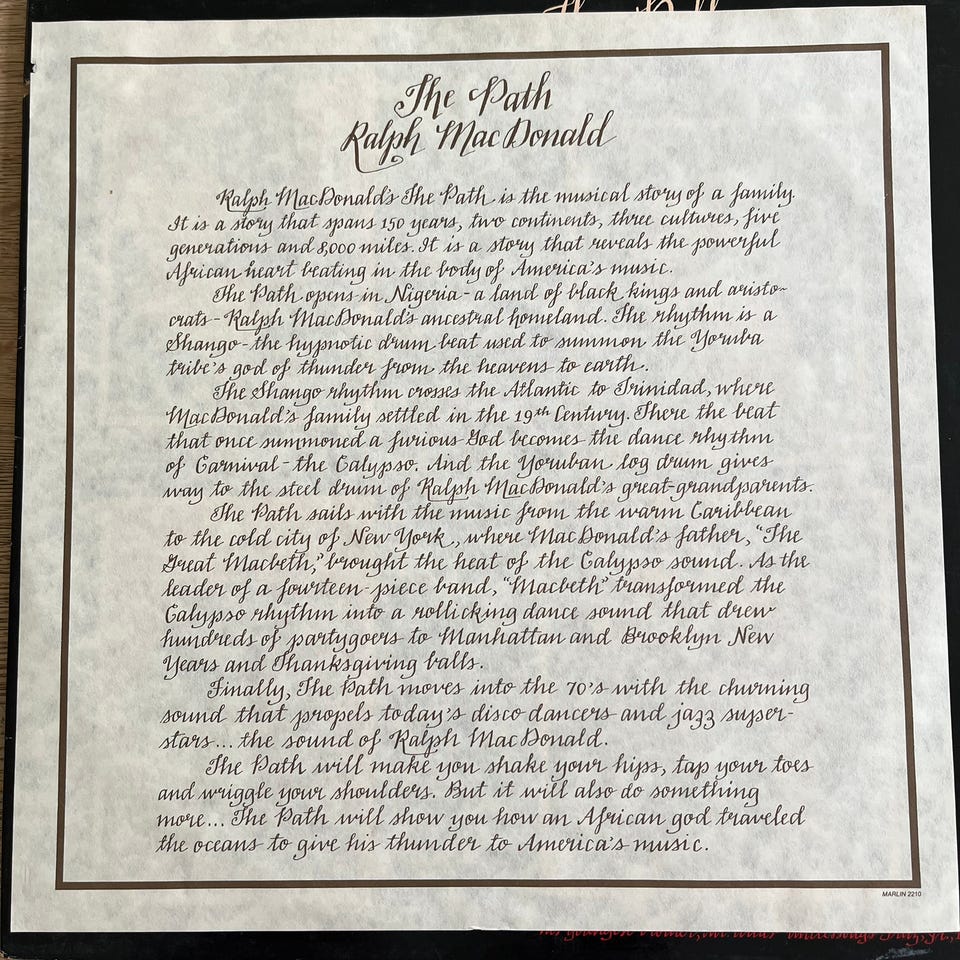 The Path
Ralph MacDonald
Ralph MacDonald's The Path is the musical story of a family.
It is a story that spans 150 years, two continents, three cultures, five
generations and 8,000 miles. It is a story that reveals the powerful
African heart beating in the body of America's music.
The Path opens in Nigeria - a land of black kings and aristo-
crats - Ralph MacDonald's ancestral homeland. The rhythm is a
Shango - the hypnotic drum beat used to summon the Yoruba
tribe's god of thunder from the heavens to earth.
The Shango rhythm crosses the Atlantic to Trinidad, where
MacDonald's family settled in the 19th Century. There the beat
that once summoned a furious God becomes the dance rhythm
of Carnival - the Calypso. And the Yoruban log drum gives
way to the steel drum of Ralph MacDonald's great-grandparents.
The Path sails with the music from the warm Caribbean
to the cold city of New York, where MacDonald's father, "The
Great Macbeth," brought the heat of the Calypso sound. As the
leader of a fourteen-piece band, "Macbeth" transformed the
Calypso rhythm into a rollicking dance sound that drew
hundreds of partygoers to Manhattan and Brooklyn New
Years and Thanksgiving balls.
Finally, The Path moves into the 70's with the churning
sound that propels today's disco dancers and jazz super-
stars... the sound of Ralph MacDonald.
The Path will make you shake your hips, tap your toes
and wriggle your shoulders. But it will also do something
more... The Path will show you how an African god traveled
the oceans to give his thunder to America's music.
MARLIN 2210